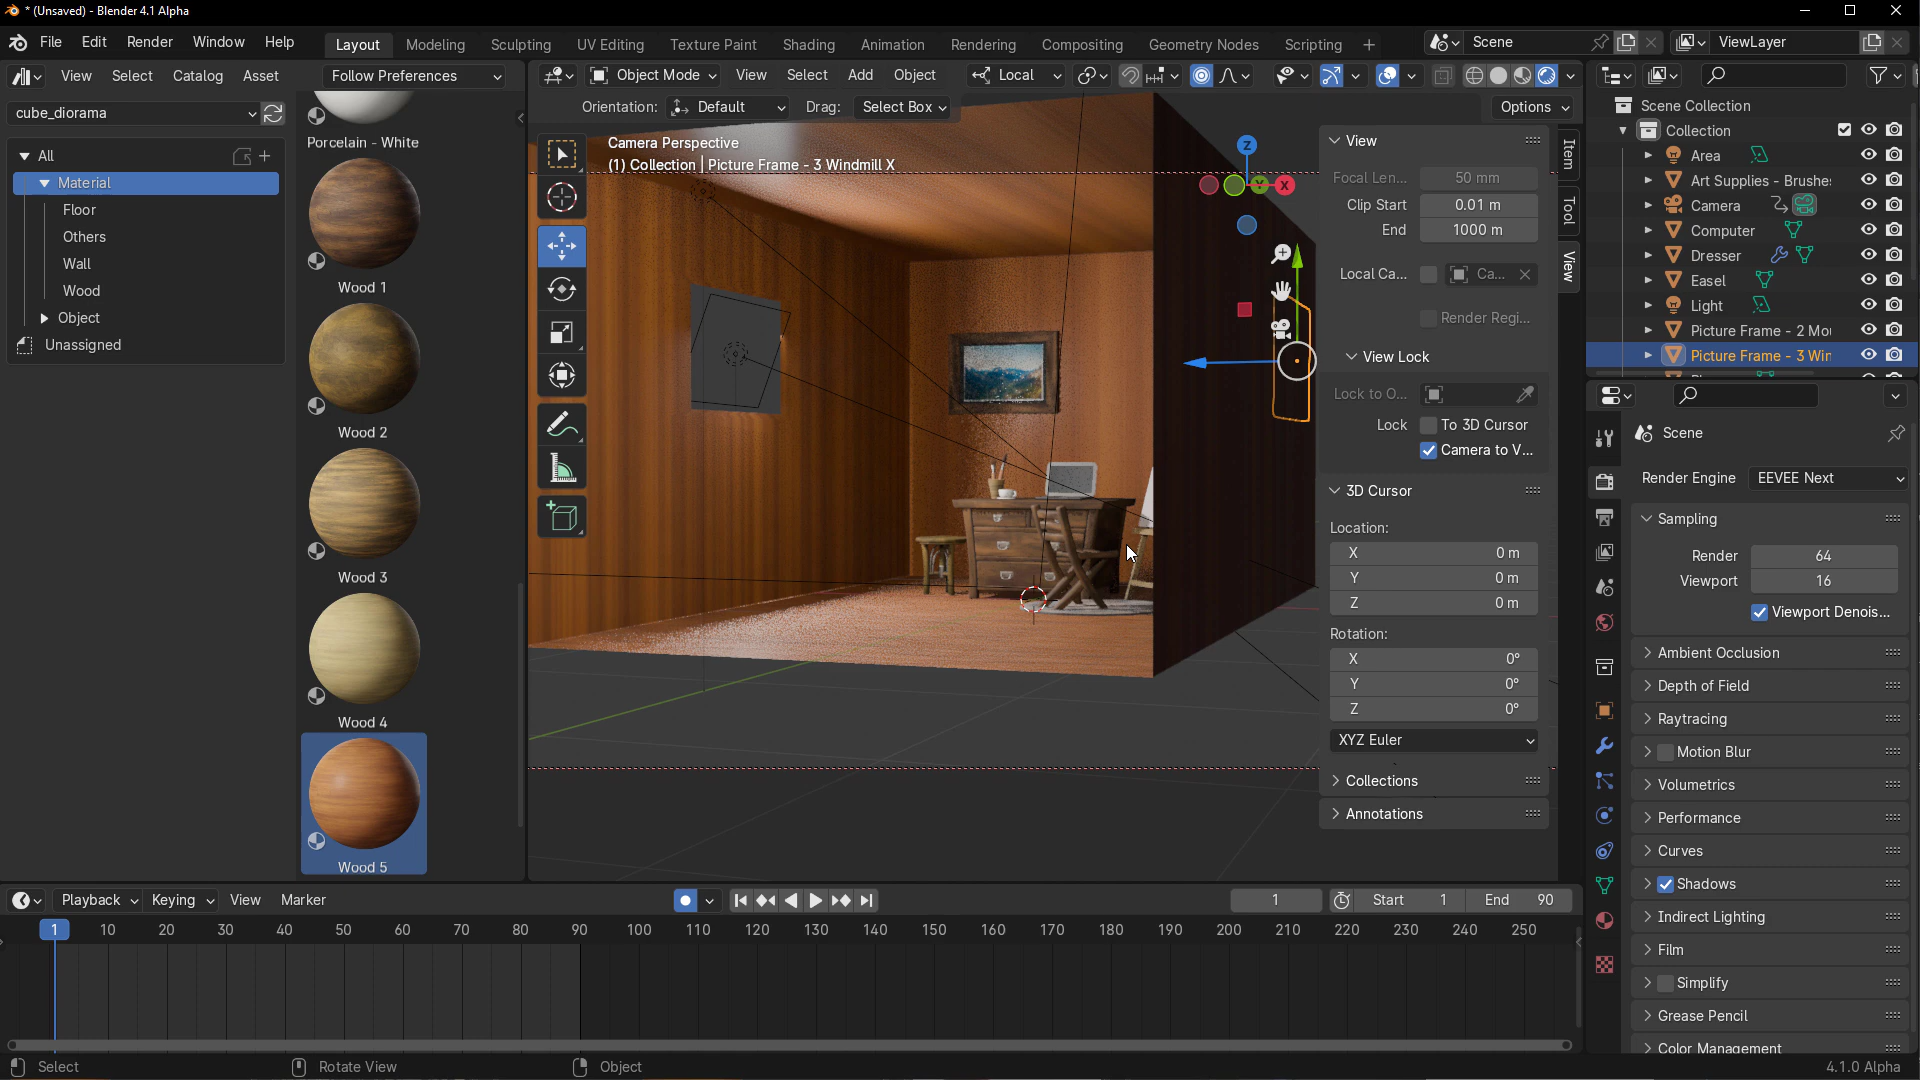 * (Unsaved) - Blender 4.1 Alpha
File Edit Render Window Help
Layout Modeling Sculpting UV Editing Texture Paint Shading Animation Rendering Compositing Geometry Nodes Scripting +
Scene
ViewLayer
View Select Catalog Asset
Follow Preferences
cube_diorama
All
Material
Floor
Others
Wall
Wood
Object
Unassigned
Porcelain - White
Wood 1
Wood 2
Wood 3
Wood 4
Wood 5
Object Mode View Select Add Object
Local
Orientation: Default Drag: Select Box
Options
Camera Perspective
(1) Collection | Picture Frame - 3 Windmill X
Z
Y
X
View
Focal Len... 50 mm
Clip Start 0.01 m
End 1000 m
Local Ca... Ca...
Render Regi...
View Lock
Lock to O...
Lock To 3D Cursor
Camera to V...
3D Cursor
Location:
X 0 m
Y 0 m
Z 0 m
Rotation:
X 0°
Y 0°
Z 0°
XYZ Euler
Collections
Annotations
Item
Tool
View
Scene Collection
Collection
Area
Art Supplies - Brushe
Camera
Computer
Dresser
Easel
Light
Picture Frame - 2 Mou
Picture Frame - 3 Win
Scene
Render Engine EEVEE Next
Sampling
Render 64
Viewport 16
Viewport Denois...
Ambient Occlusion
Depth of Field
Raytracing
Motion Blur
Volumetrics
Performance
Curves
Shadows
Indirect Lighting
Film
Simplify
Grease Pencil
Color Management
Playback Keying View Marker
1
Start 1 End 90
1 10 20 30 40 50 60 70 80 90 100 110 120 130 140 150 160 170 180 190 200 210 220 230 240 250
Select
Rotate View
Object
4.1.0 Alpha